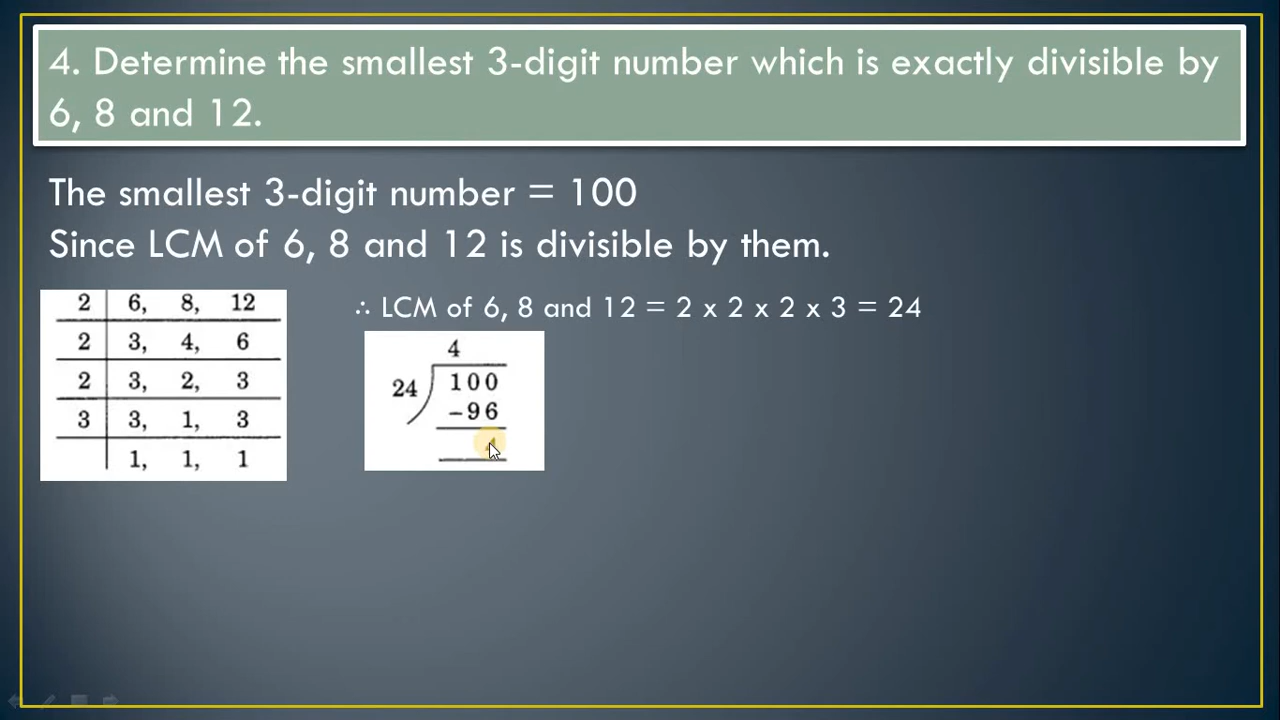 4. Determine the smallest 3-digit number which is exactly divisible by
6, 8 and 12.
The smallest 3-digit number = 100
Since LCM of 6, 8 and 12 is divisible by them.
2 6, 8, 12
2 3, 4, 6
2 3, 2, 3
3 3, 1, 3
1, 1, 1
∴ LCM of 6, 8 and 12 = 2 x 2 x 2 x 3 = 24
4
24 100
−96
4